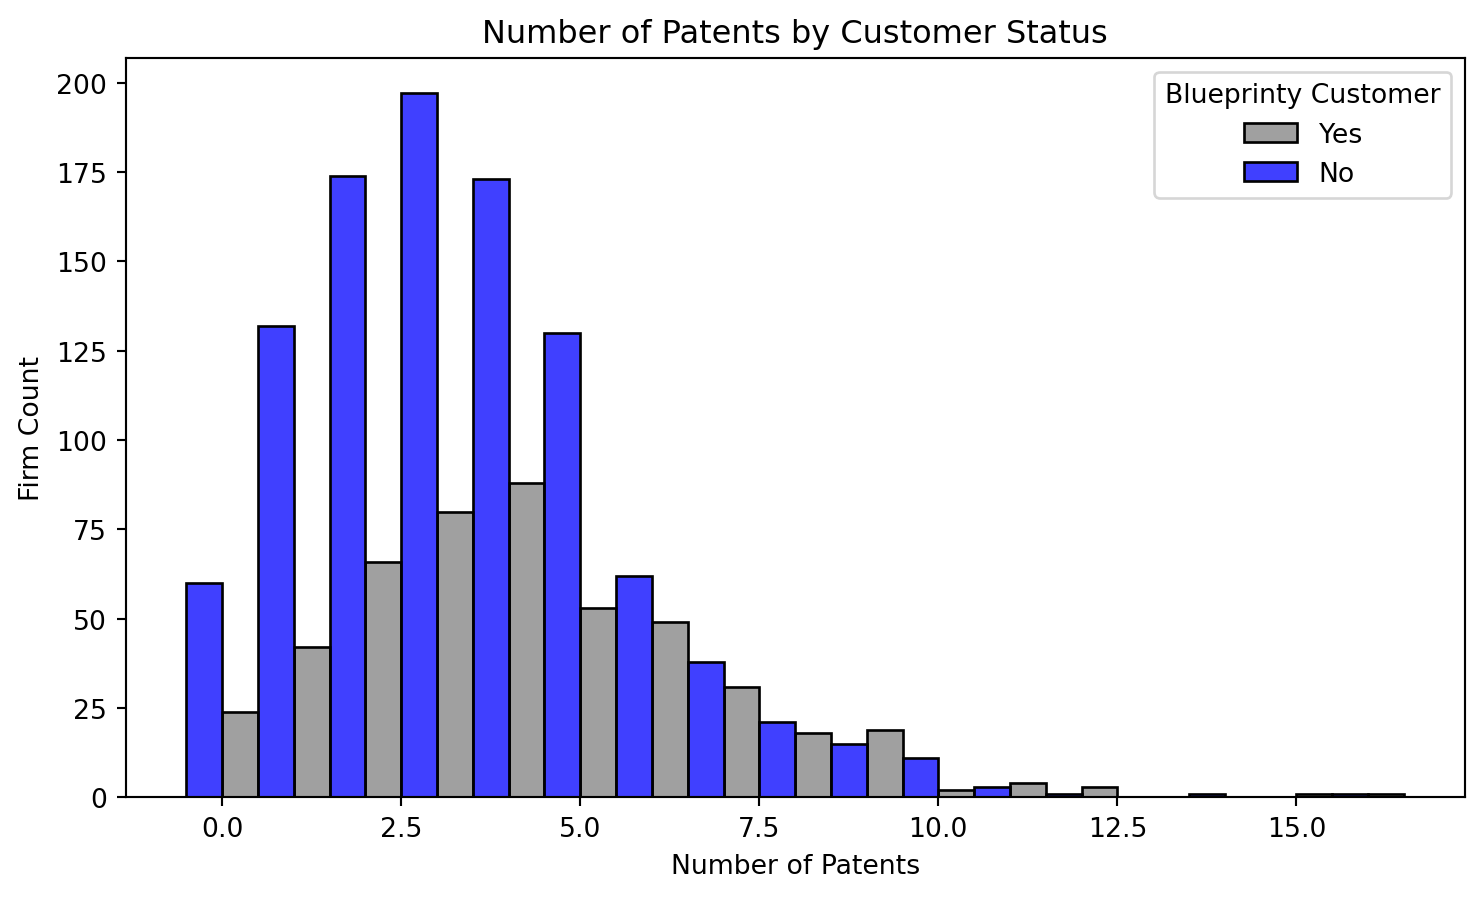 Number of Patents by Customer Status
Blueprinty Customer
Yes
No
Firm Count
200
175
150
125
100
75
50
25
0
0.0 2.5 5.0 7.5 10.0 12.5 15.0
Number of Patents